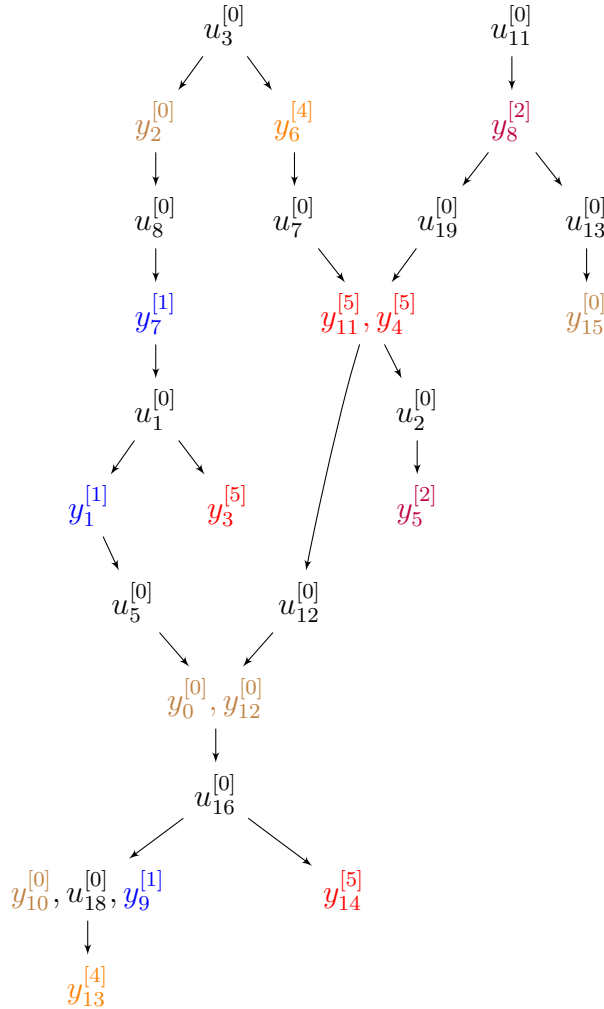 u_3^{[0]} u_{11}^{[0]}
y_2^{[0]} y_6^{[4]} y_8^{[2]}
u_8^{[0]} u_7^{[0]} u_{19}^{[0]} u_{13}^{[0]}
y_7^{[1]} y_{11}^{[5]}, y_4^{[5]} y_{15}^{[0]}
u_1^{[0]} u_2^{[0]}
y_1^{[1]} y_3^{[5]} y_5^{[2]}
u_5^{[0]} u_{12}^{[0]}
y_0^{[0]}, y_{12}^{[0]}
u_{16}^{[0]}
y_{10}^{[0]}, u_{18}^{[0]}, y_9^{[1]} y_{14}^{[5]}
y_{13}^{[4]}